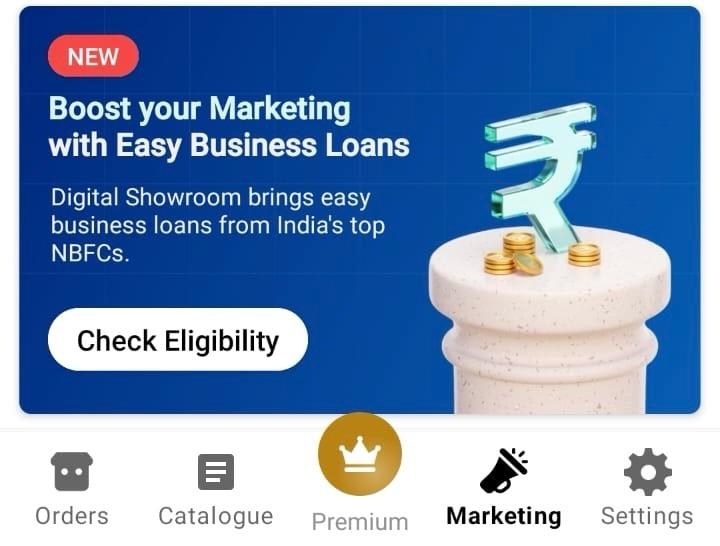 NEW
Boost your Marketing
with Easy Business Loans
Digital Showroom brings easy
business loans from India's top
NBFCs.
Check Eligibility
Orders
Catalogue
Premium
Marketing
Settings